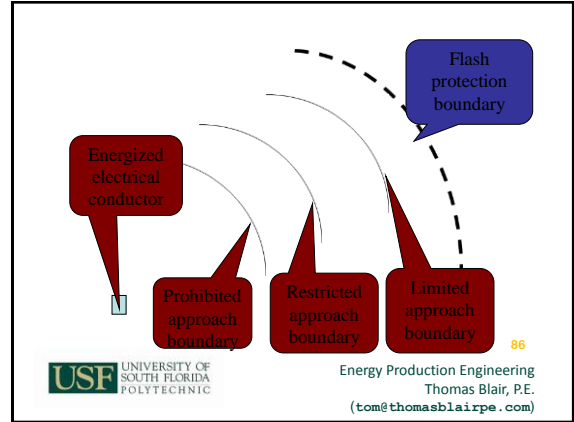 Flash
protection
boundary
Energized
electrical
conductor
Prohibited
approach
boundary
Restricted
approach
boundary
Limited
approach
boundary
86
USF UNIVERSITY OF
SOUTH FLORIDA
POLYTECHNIC
Energy Production Engineering
Thomas Blair, P.E.
(tom@thomasblairpe.com)